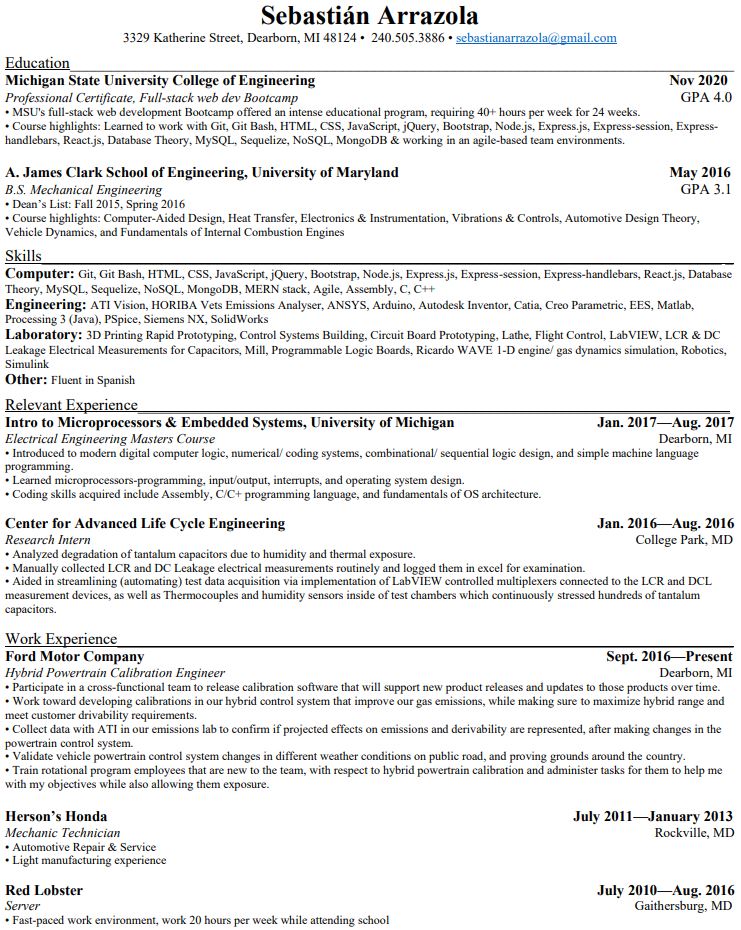 Sebastián Arrazola
3329 Katherine Street, Dearborn, MI 48124 • 240.505.3886 • sebastianarrazola@gmail.com
Education
Michigan State University College of Engineering Nov 2020
Professional Certificate, Full-stack web dev Bootcamp GPA 4.0
• MSU's full-stack web development Bootcamp offered an intense educational program, requiring 40+ hours per week for 24 weeks.
• Course highlights: Learned to work with Git, Git Bash, HTML, CSS, JavaScript, jQuery, Bootstrap, Node.js, Express.js, Express-session, Express-
handlebars, React.js, Database Theory, MySQL, Sequelize, NoSQL, MongoDB & working in an agile-based team environments.
A. James Clark School of Engineering, University of Maryland May 2016
B.S. Mechanical Engineering GPA 3.1
• Dean's List: Fall 2015, Spring 2016
• Course highlights: Computer-Aided Design, Heat Transfer, Electronics & Instrumentation, Vibrations & Controls, Automotive Design Theory,
Vehicle Dynamics, and Fundamentals of Internal Combustion Engines
Skills
Computer: Git, Git Bash, HTML, CSS, JavaScript, jQuery, Bootstrap, Node.js, Express.js, Express-session, Express-handlebars, React.js, Database
Theory, MySQL, Sequelize, NoSQL, MongoDB, MERN stack, Agile, Assembly, C, C++
Engineering: ATI Vision, HORIBA Vets Emissions Analyser, ANSYS, Arduino, Autodesk Inventor, Catia, Creo Parametric, EES, Matlab,
Processing 3 (Java), PSpice, Siemens NX, SolidWorks
Laboratory: 3D Printing Rapid Prototyping, Control Systems Building, Circuit Board Prototyping, Lathe, Flight Control, LabVIEW, LCR & DC
Leakage Electrical Measurements for Capacitors, Mill, Programmable Logic Boards, Ricardo WAVE 1-D engine/ gas dynamics simulation, Robotics,
Simulink
Other: Fluent in Spanish
Relevant Experience
Intro to Microprocessors & Embedded Systems, University of Michigan Jan. 2017—Aug. 2017
Electrical Engineering Masters Course Dearborn, MI
• Introduced to modern digital computer logic, numerical/ coding systems, combinational/ sequential logic design, and simple machine language
programming.
• Learned microprocessors-programming, input/output, interrupts, and operating system design.
• Coding skills acquired include Assembly, C/C+ programming language, and fundamentals of OS architecture.
Center for Advanced Life Cycle Engineering Jan. 2016—Aug. 2016
Research Intern College Park, MD
• Analyzed degradation of tantalum capacitors due to humidity and thermal exposure.
• Manually collected LCR and DC Leakage electrical measurements routinely and logged them in excel for examination.
• Aided in streamlining (automating) test data acquisition via implementation of LabVIEW controlled multiplexers connected to the LCR and DCL
measurement devices, as well as Thermocouples and humidity sensors inside of test chambers which continuously stressed hundreds of tantalum
capacitors.
Work Experience
Ford Motor Company Sept. 2016—Present
Hybrid Powertrain Calibration Engineer Dearborn, MI
• Participate in a cross-functional team to release calibration software that will support new product releases and updates to those products over time.
• Work toward developing calibrations in our hybrid control system that improve our gas emissions, while making sure to maximize hybrid range and
meet customer drivability requirements.
• Collect data with ATI in our emissions lab to confirm if projected effects on emissions and derivability are represented, after making changes in the
powertrain control system.
• Validate vehicle powertrain control system changes in different weather conditions on public road, and proving grounds around the country.
• Train rotational program employees that are new to the team, with respect to hybrid powertrain calibration and administer tasks for them to help me
with my objectives while also allowing them exposure.
Herson's Honda July 2011—January 2013
Mechanic Technician Rockville, MD
• Automotive Repair & Service
• Light manufacturing experience
Red Lobster July 2010—Aug. 2016
Server Gaithersburg, MD
• Fast-paced work environment, work 20 hours per week while attending school